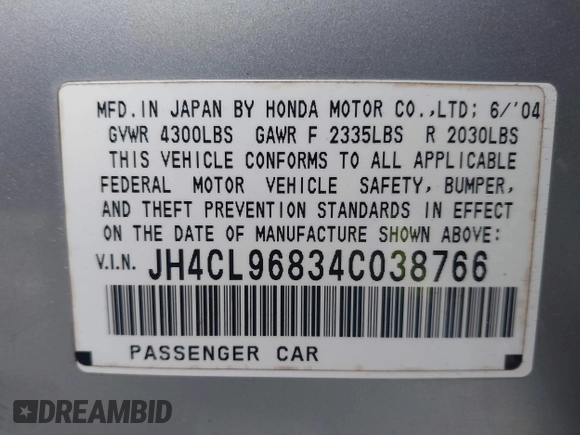 MFD. IN JAPAN BY HONDA MOTOR CO.,LTD; 6/'04
GVWR 4300LBS GAWR F 2335LBS R 2030LBS
THIS VEHICLE CONFORMS TO ALL APPLICABLE
FEDERAL MOTOR VEHICLE SAFETY, BUMPER,
AND THEFT PREVENTION STANDARDS IN EFFECT
ON THE DATE OF MANUFACTURE SHOWN ABOVE:
V.I.N. JH4CL96834C038766
PASSENGER CAR
DREAMBID